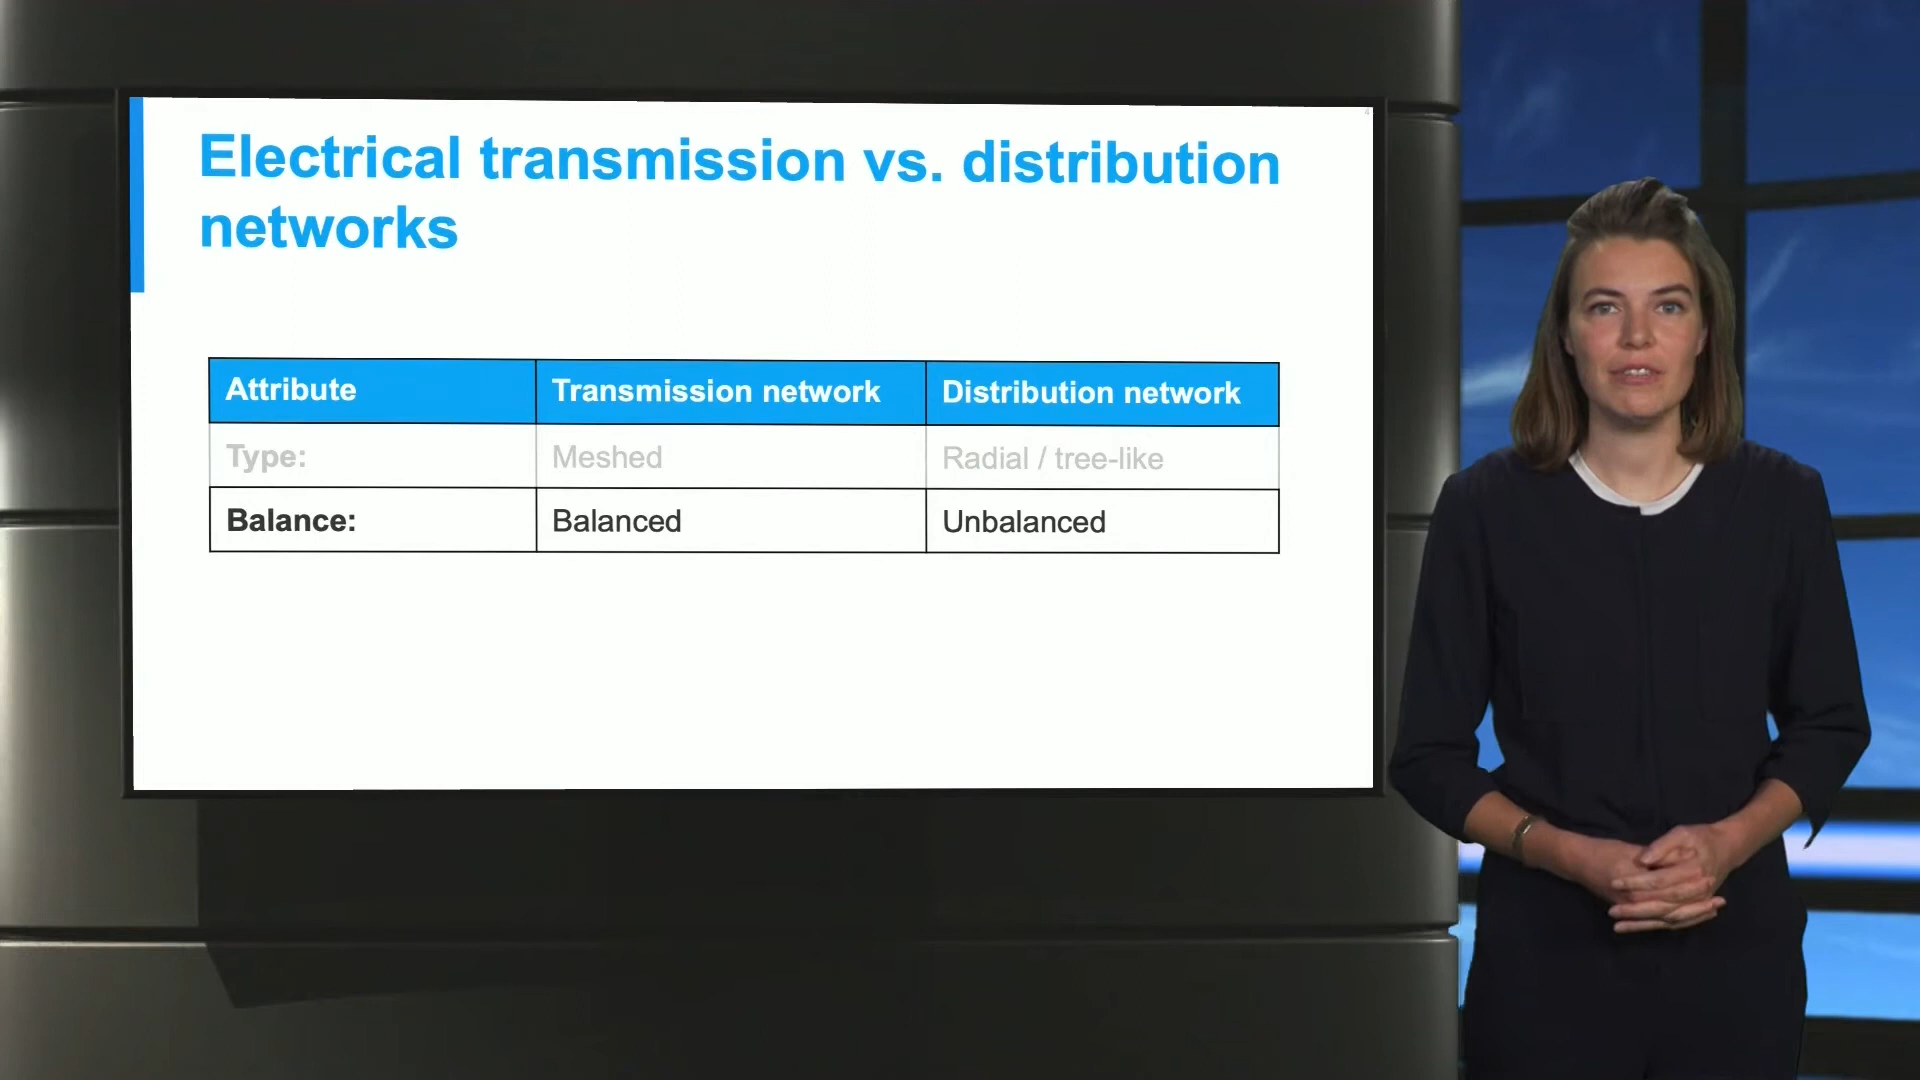 Electrical transmission vs. distribution
networks
Attribute Transmission network Distribution network
Type: Meshed Radial / tree-like
Balance: Balanced Unbalanced